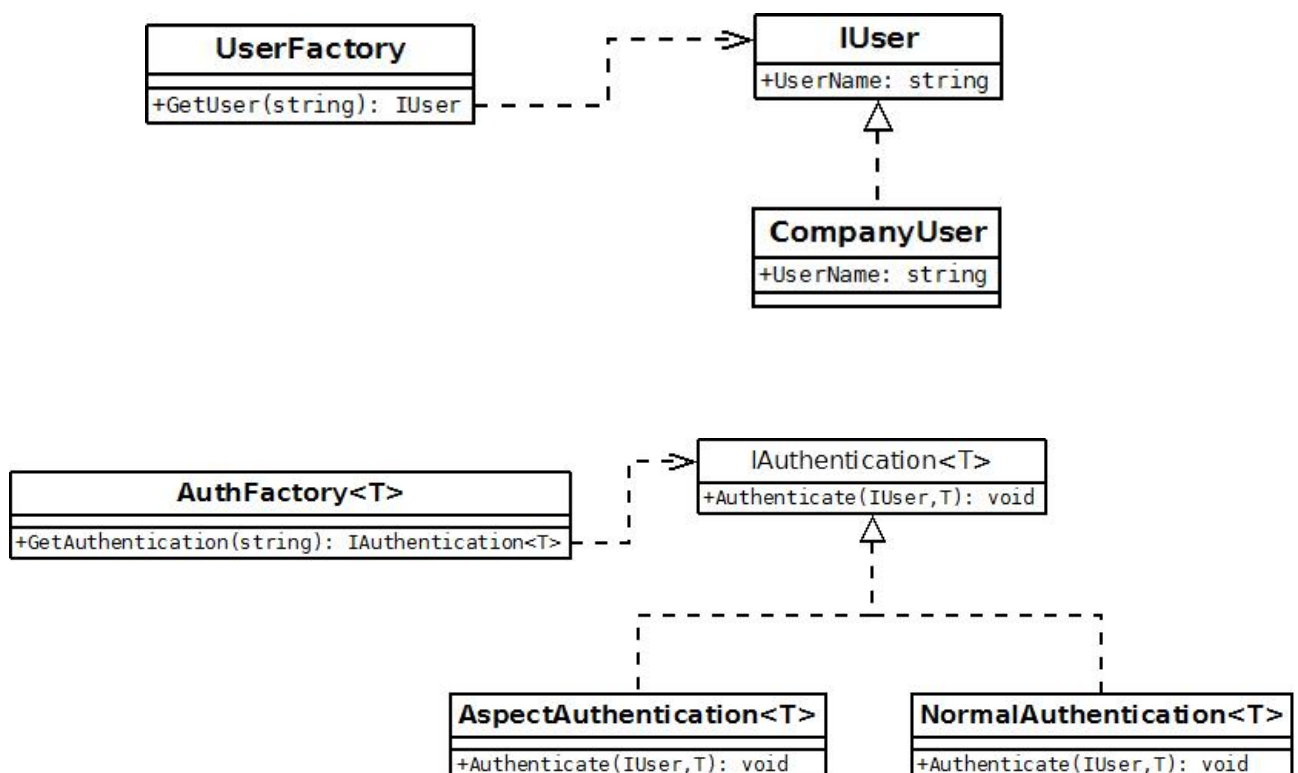 UserFactory
+GetUser(string): IUser
IUser
+UserName: string
CompanyUser
+UserName: string
AuthFactory<T>
+GetAuthentication(string): IAuthentication<T>
IAuthentication<T>
+Authenticate(IUser,T): void
AspectAuthentication<T>
+Authenticate(IUser,T): void
NormalAuthentication<T>
+Authenticate(IUser,T): void